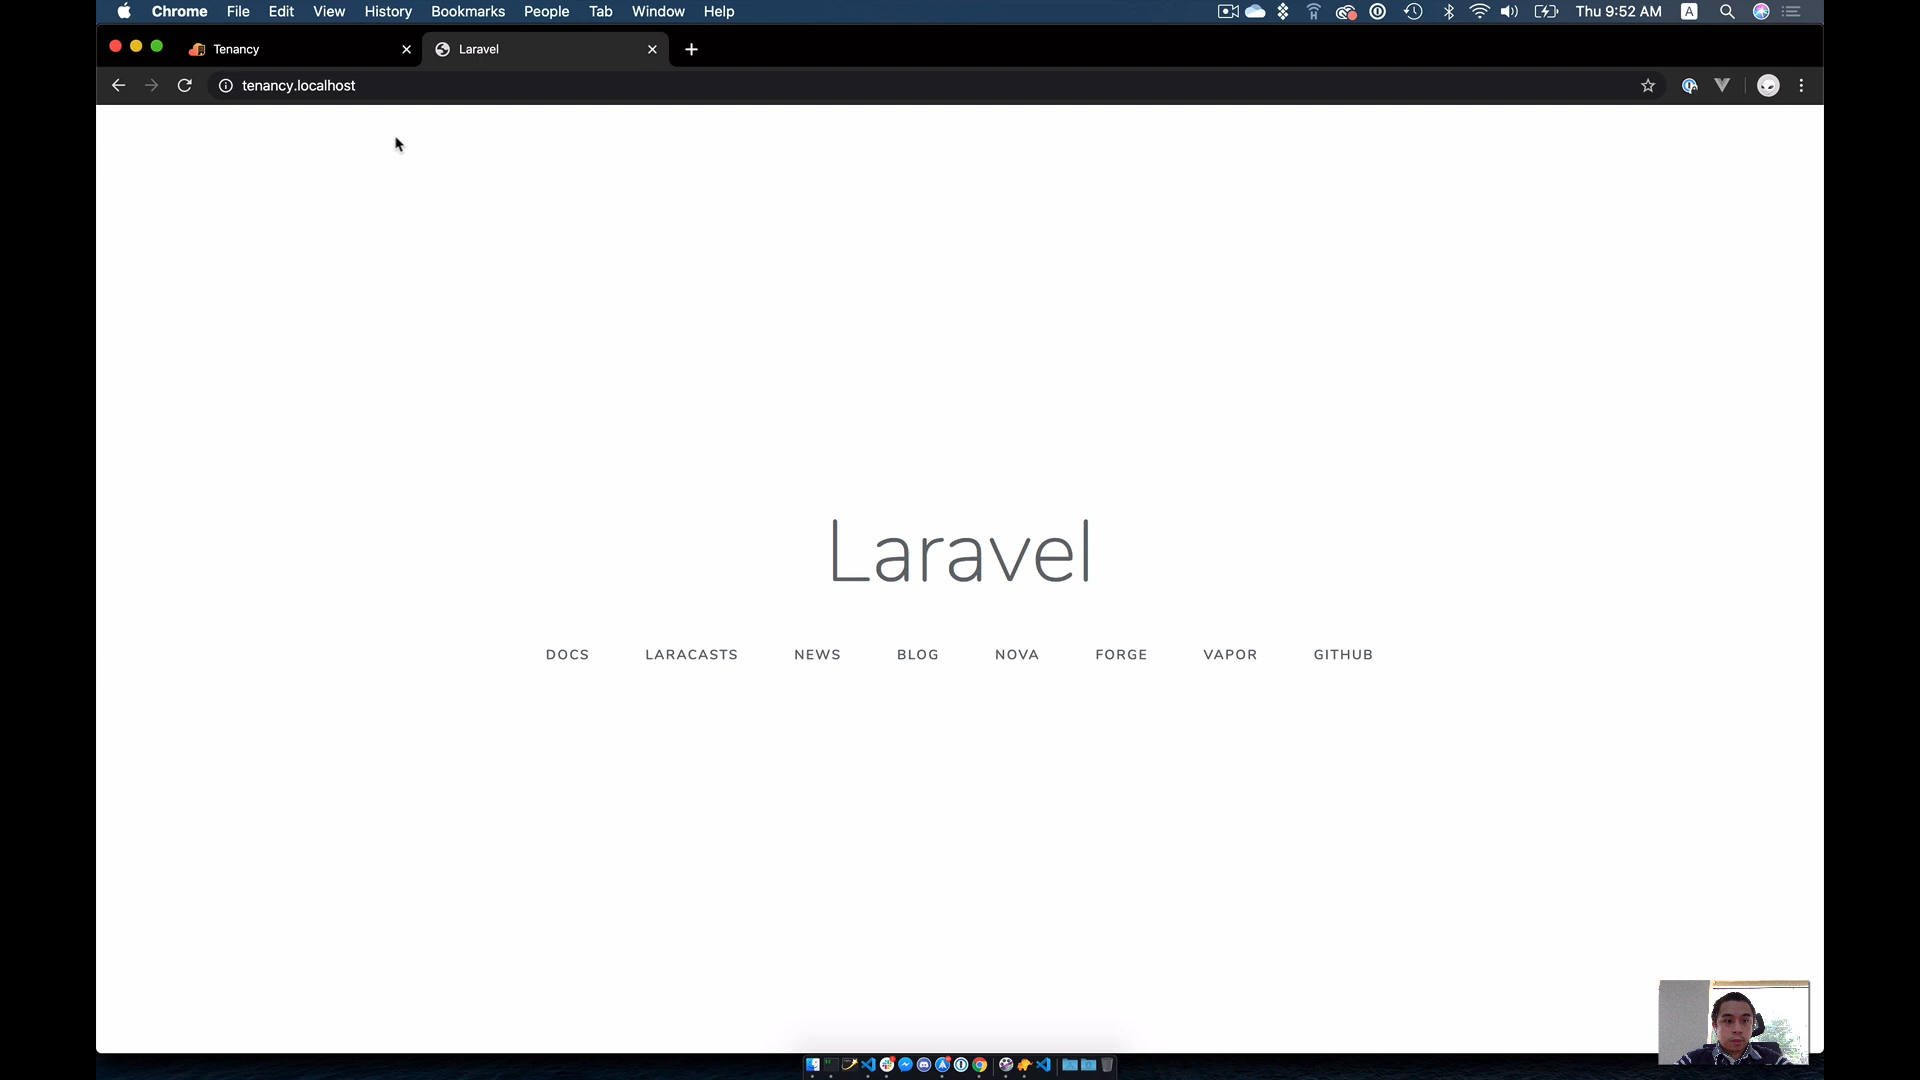 Chrome File Edit View History Bookmarks People Tab Window Help Thu 9:52 AM A
Tenancy Laravel
tenancy.localhost
Laravel
DOCS LARACASTS NEWS BLOG NOVA FORGE VAPOR GITHUB